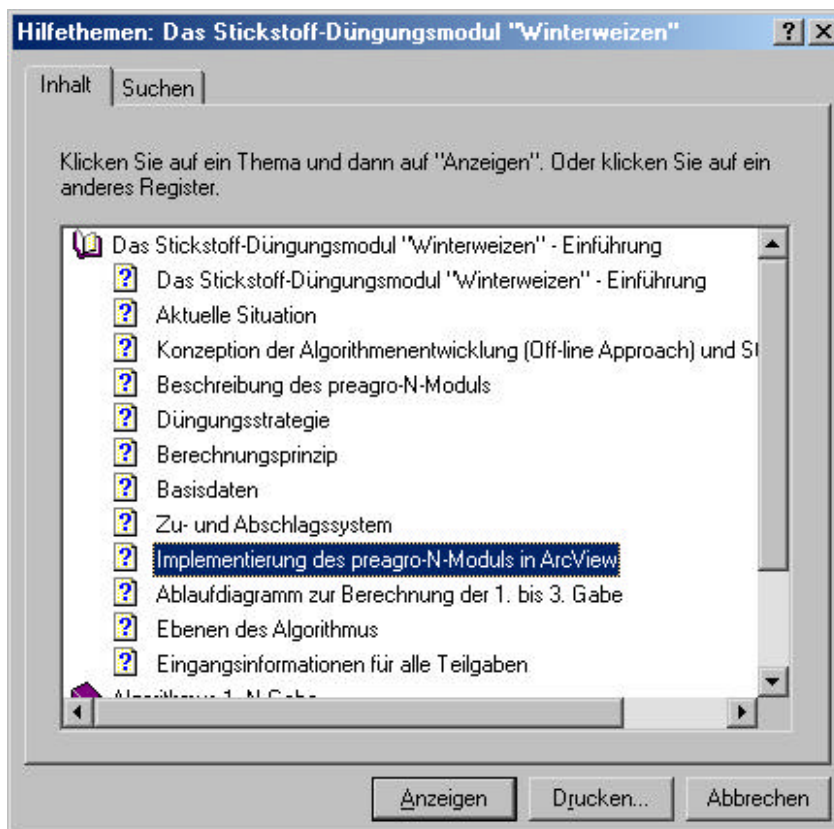 Hilfethemen: Das Stickstoff-Düngungsmodul "Winterweizen"
Inhalt
Suchen
Klicken Sie auf ein Thema und dann auf "Anzeigen". Oder klicken Sie auf ein
anderes Register.
Das Stickstoff-Düngungsmodul "Winterweizen" - Einführung
Das Stickstoff-Düngungsmodul "Winterweizen" - Einführung
Aktuelle Situation
Konzeption der Algorithmenentwicklung (Off-line Approach) und
Beschreibung des preagro-N-Moduls
Düngungsstrategie
Berechnungsprinzip
Basisdaten
Zu- und Abschlagssystem
Implementierung des preagro-N-Moduls in ArcView
Ablaufdiagramm zur Berechnung der 1. bis 3. Gabe
Ebenen des Algorithmus
Eingangsinformationen für alle Teilgaben
Algorithmus 1. N-Gabe
Anzeigen
Drucken...
Abbrechen